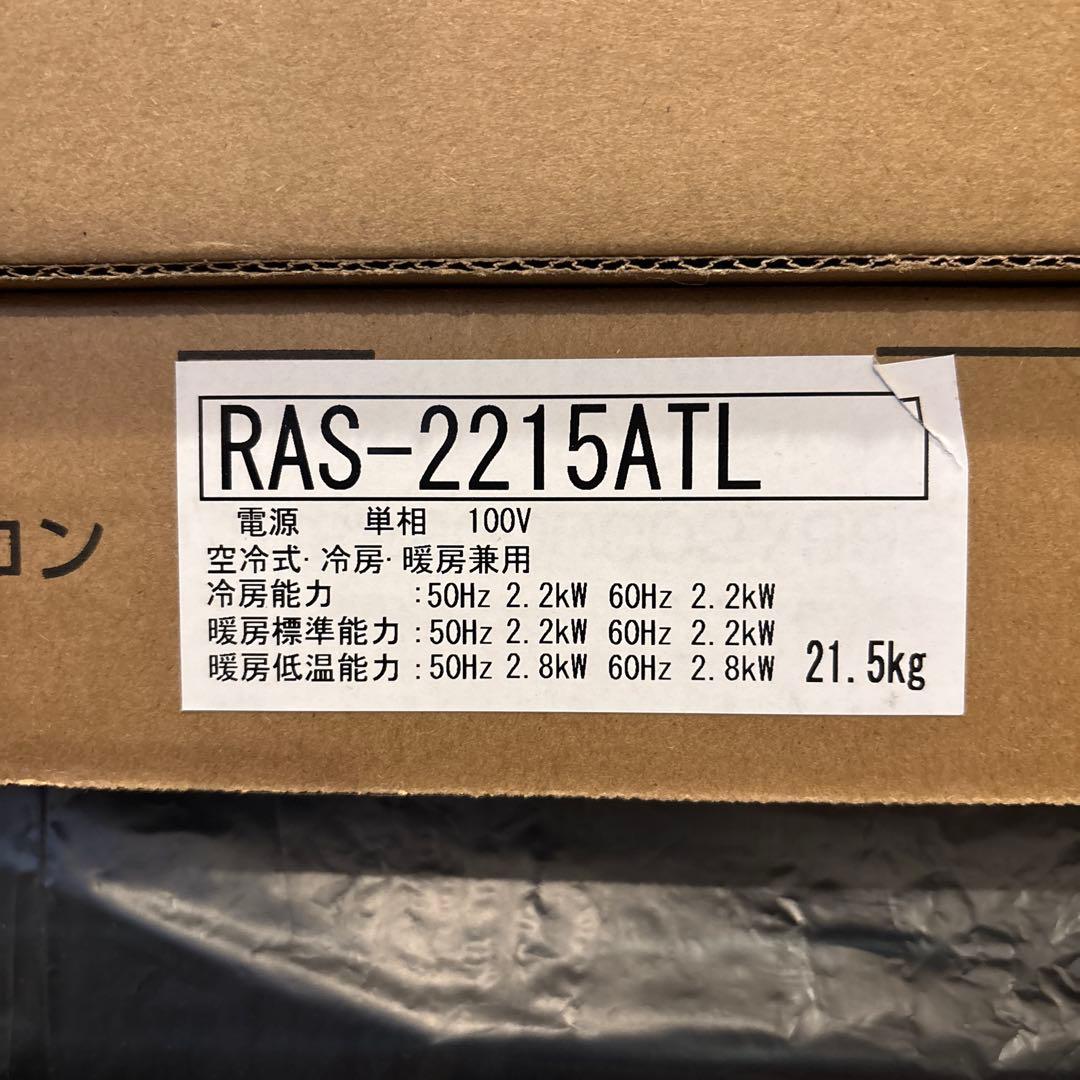 RAS-2215ATL
電源 単相 100V
空冷式・冷房・暖房兼用
コン
冷房能力 :50Hz 2.2kW 60Hz 2.2kW
暖房標準能力:50Hz 2.2kW 60Hz 2.2kW
暖房低温能力:50Hz 2.8kW 60Hz 2.8kW
21.5kg